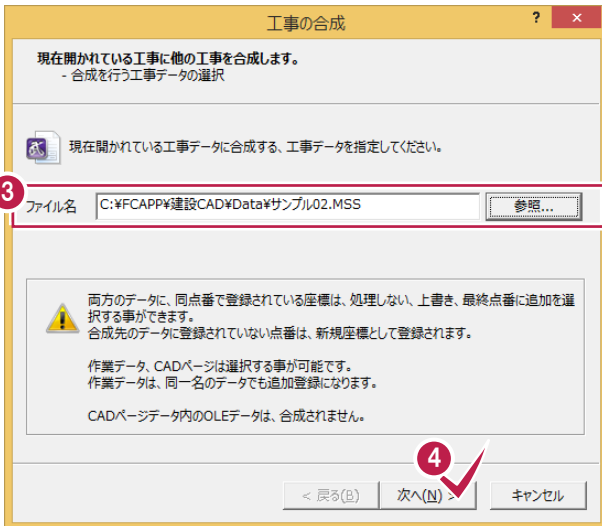 工事の合成
? ×
現在開かれている工事に他の工事を合成します。
- 合成を行う工事データの選択
現在開かれている工事データに合成する、工事データを指定してください。
3
ファイル名 C:¥FCAPP¥建設CAD¥Data¥サンプル02.MSS 参照...
両方のデータに、同点番で登録されている座標は、処理しない、上書き、最終点番に追加を選
択する事ができます。
合成先のデータに登録されていない点番は、新規座標として登録されます。
作業データ、CADページは選択する事が可能です。
作業データは、同一名のデータでも追加登録になります。
CADページデータ内のOLEデータは、合成されません。
4
< 戻る(B) 次へ(N) > キャンセル